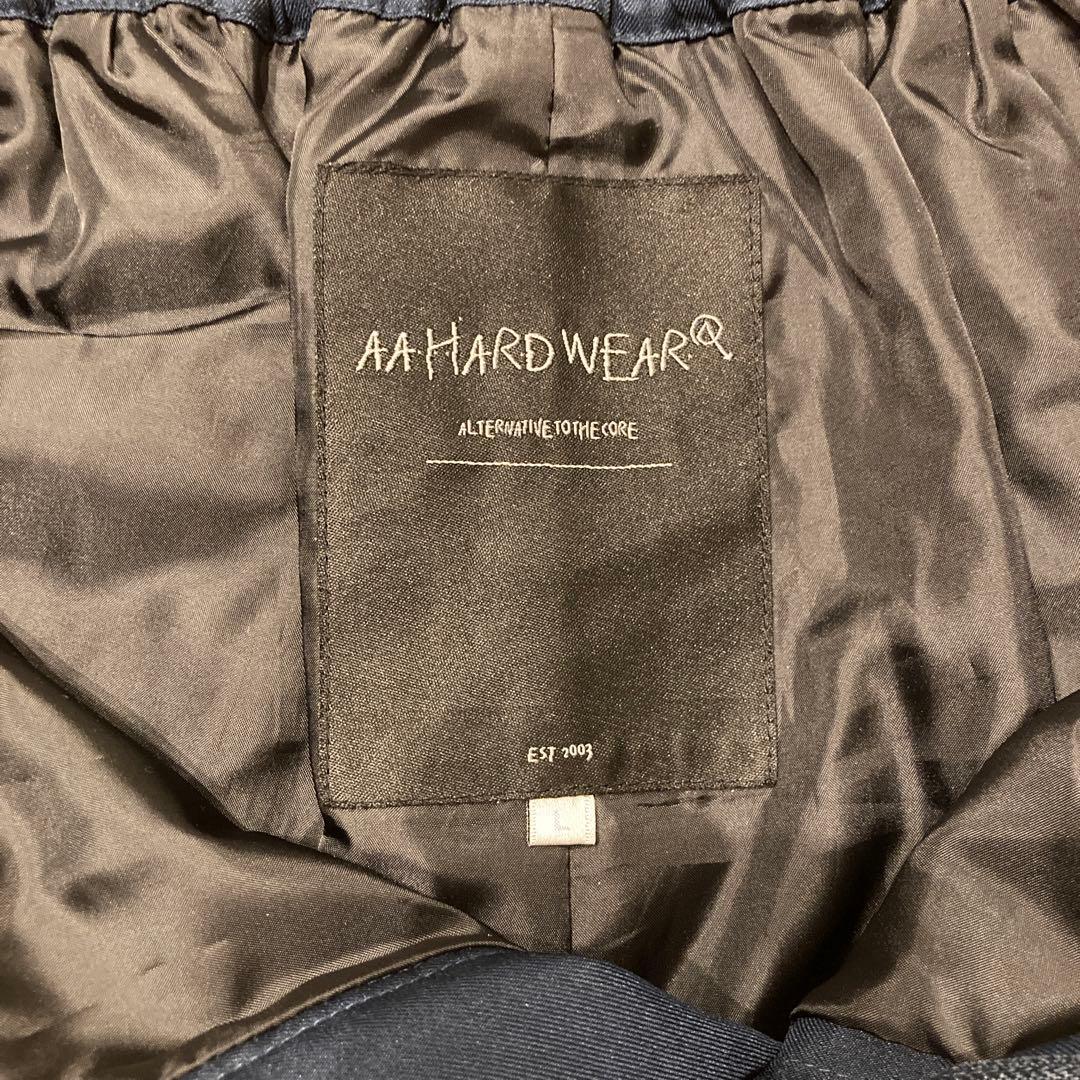 AA HARD WEAR
ALTERNATIVE TO THE CORE
EST 2003
L